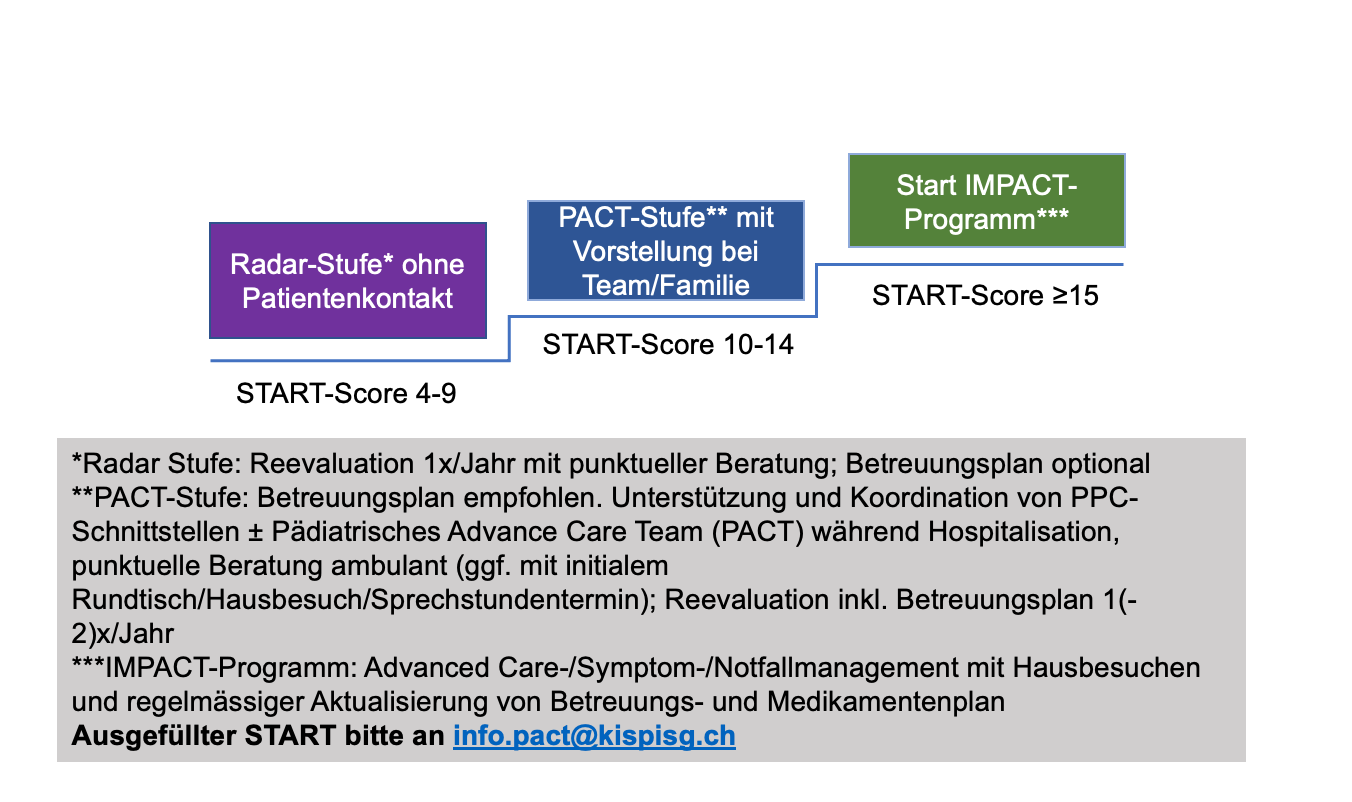 Radar-Stufe* ohne
Patientenkontakt
START-Score 4-9
PACT-Stufe** mit
Vorstellung bei
Team/Familie
START-Score 10-14
Start IMPACT-
Programm***
START-Score ≥15
*Radar Stufe: Reevaluation 1x/Jahr mit punktueller Beratung; Betreuungsplan optional
**PACT-Stufe: Betreuungsplan empfohlen. Unterstützung und Koordination von PPC-
Schnittstellen ± Pädiatrisches Advance Care Team (PACT) während Hospitalisation,
punktuelle Beratung ambulant (ggf. mit initialem
Rundtisch/Hausbesuch/Sprechstundentermin); Reevaluation inkl. Betreuungsplan 1(-
2)x/Jahr
***IMPACT-Programm: Advanced Care-/Symptom-/Notfallmanagement mit Hausbesuchen
und regelmässiger Aktualisierung von Betreuungs- und Medikamentenplan
Ausgefüllter START bitte an info.pact@kispisg.ch